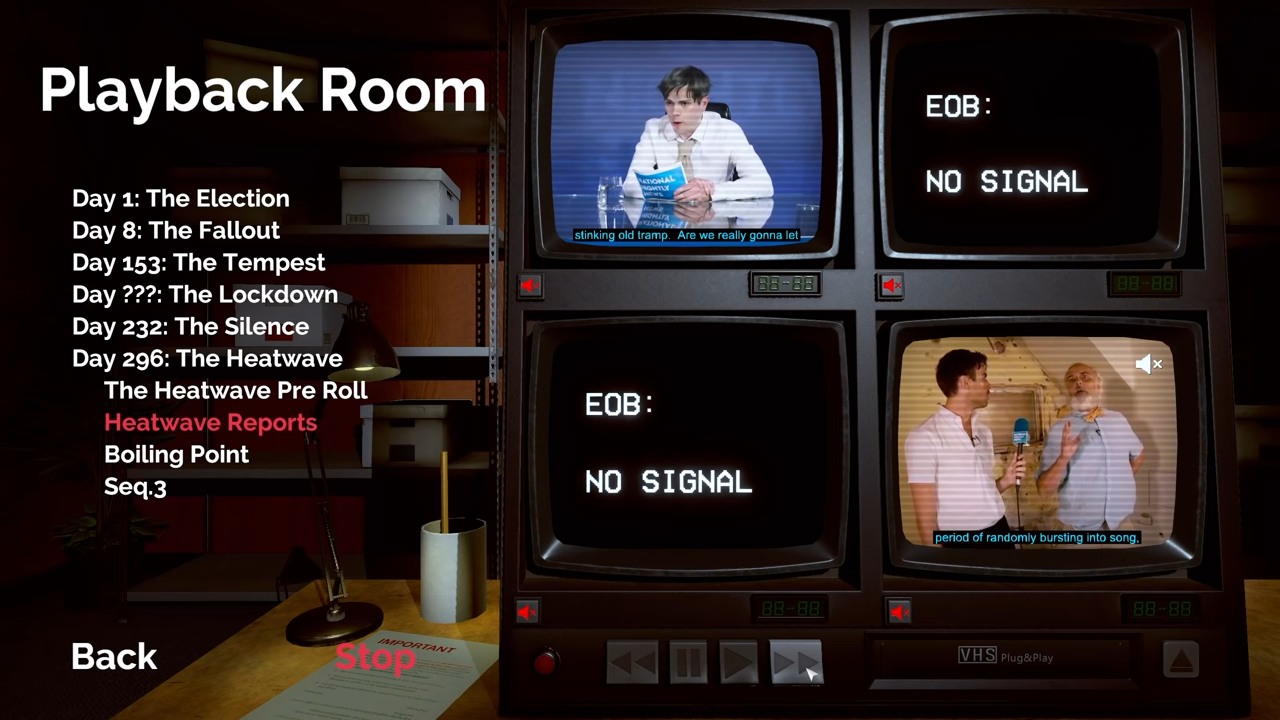 Playback Room
Day 1: The Election
Day 8: The Fallout
Day 153: The Tempest
Day ???: The Lockdown
Day 232: The Silence
Day 296: The Heatwave
The Heatwave Pre Roll
Heatwave Reports
Boiling Point
Seq.3
Back
Stop
IMPORTANT
NATIONAL
NIGHTLY
NEWS
stinking old tramp. Are we really gonna let
EOB:
NO SIGNAL
EOB:
NO SIGNAL
period of randomly bursting into song,
VHS Plug&Play